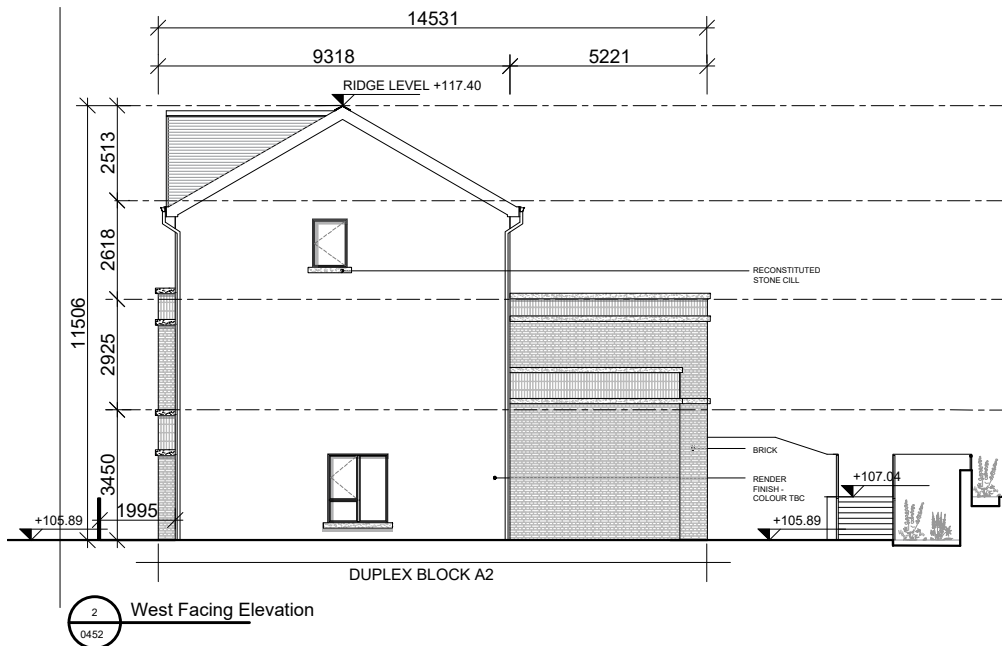 14531
9318
5221
RIDGE LEVEL +117.40
2513
2618
RECONSTITUTED
STONE CILL
11506
2925
BRICK
3450
RENDER
FINISH -
COLOUR TBC
+107.04
1995
+105.89
+105.89
DUPLEX BLOCK A2
2
West Facing Elevation
0452